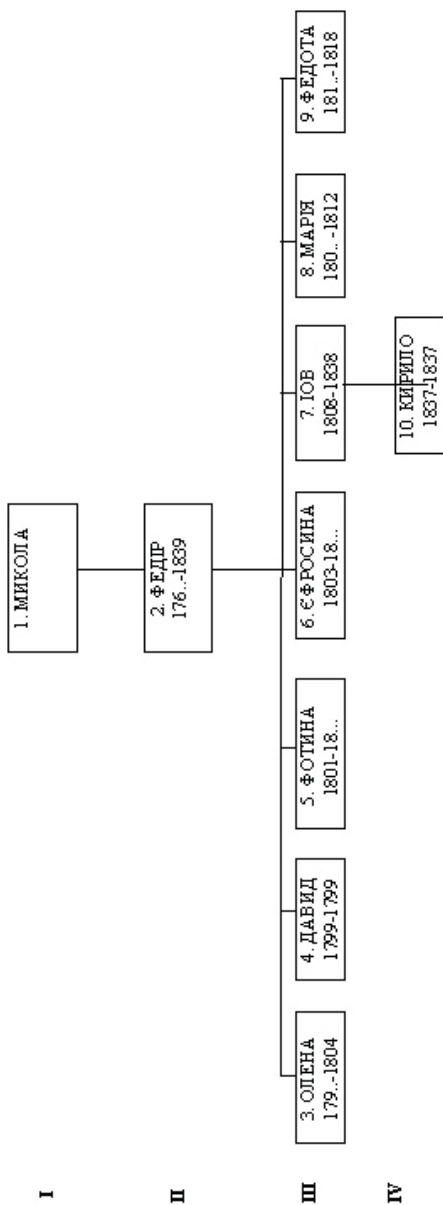 I
1. МИКОЛА
II
2. ФЕДІР
176..-1839
III
3. ОЛЕНА
179..-1804
4. ДАВИД
1799-1799
5. ФОТИНА
1801-18...
6. ЄФРОСИНА
1803-18...
7. ІОВ
1808-1838
8. МАРІЯ
180.. -1812
9. ФЕДОТА
181..-1818
IV
10. КИРИЛО
1837-1837